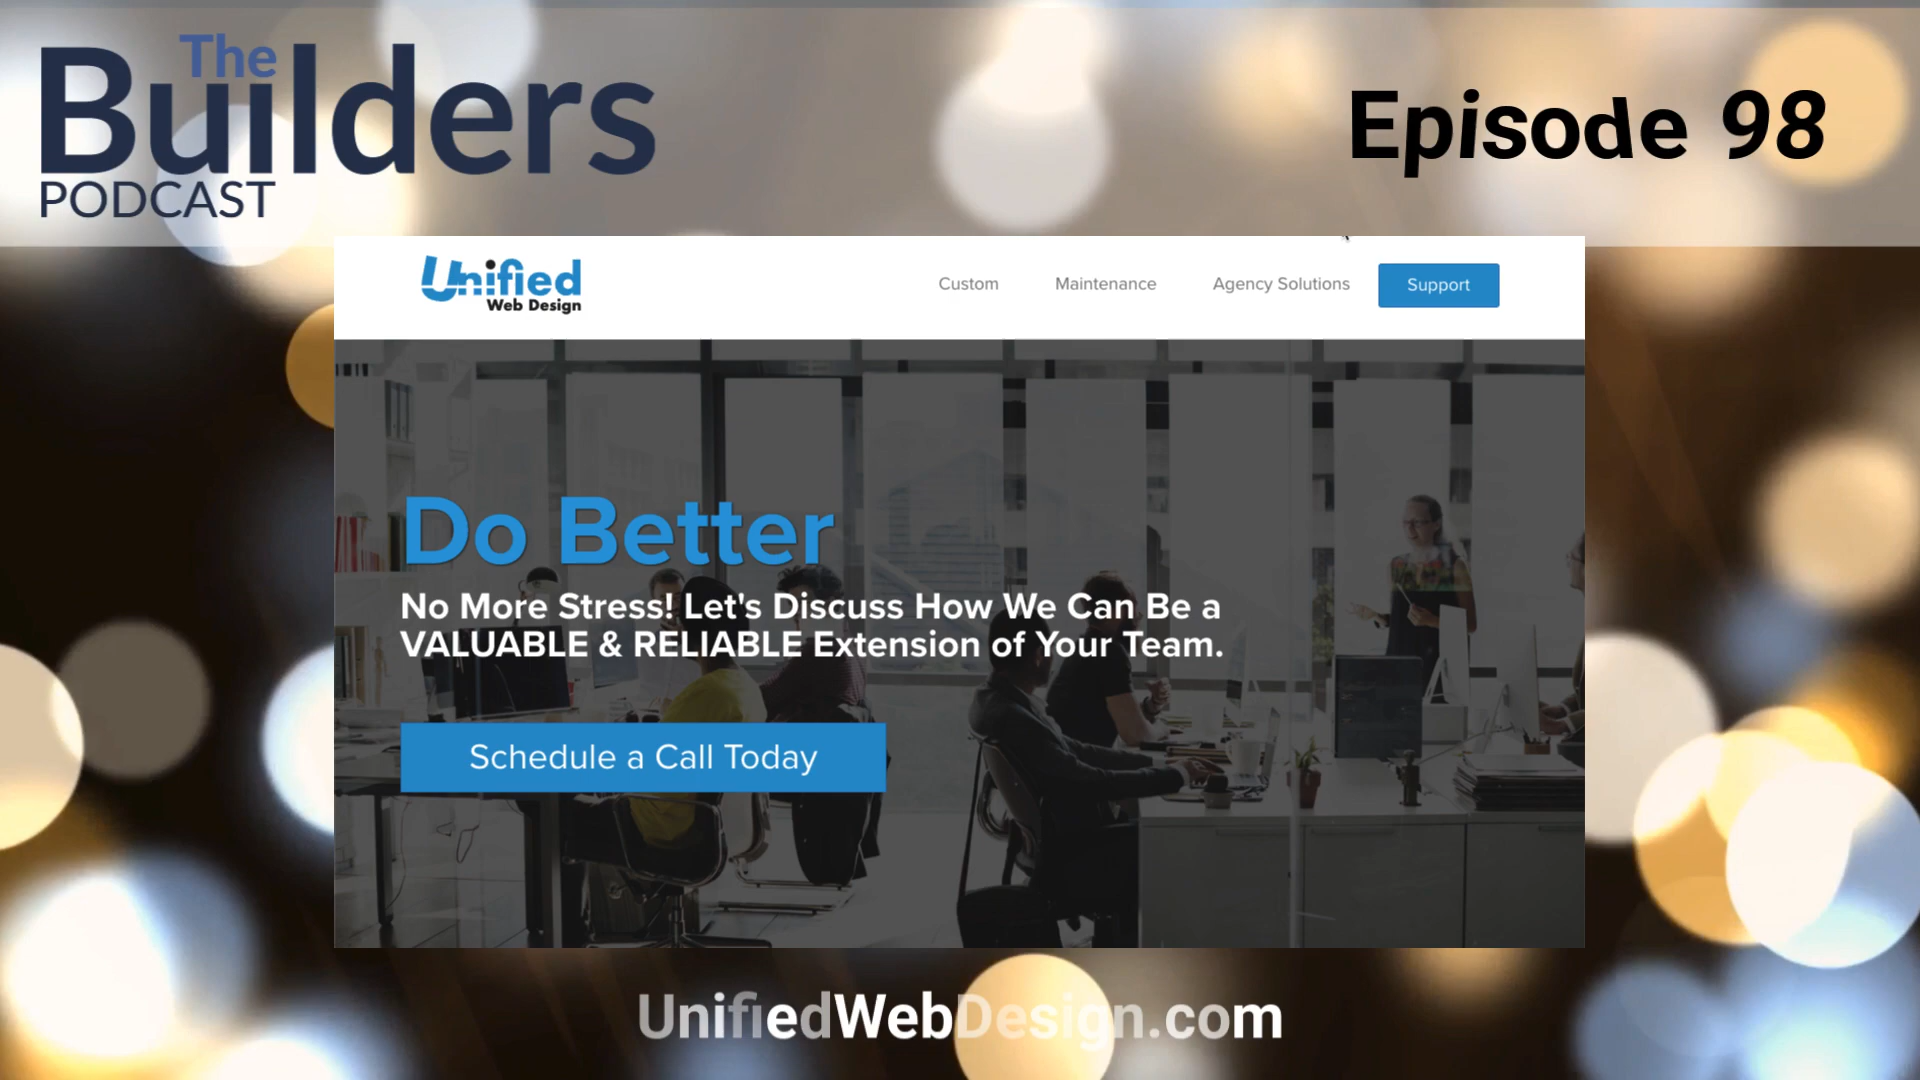 The
Builders
PODCAST
Episode 98
Unified
Web Design
Custom
Maintenance
Agency Solutions
Support
Do Better
No More Stress! Let's Discuss How We Can Be a
VALUABLE & RELIABLE Extension of Your Team.
Schedule a Call Today
UnifiedWebDesign.com